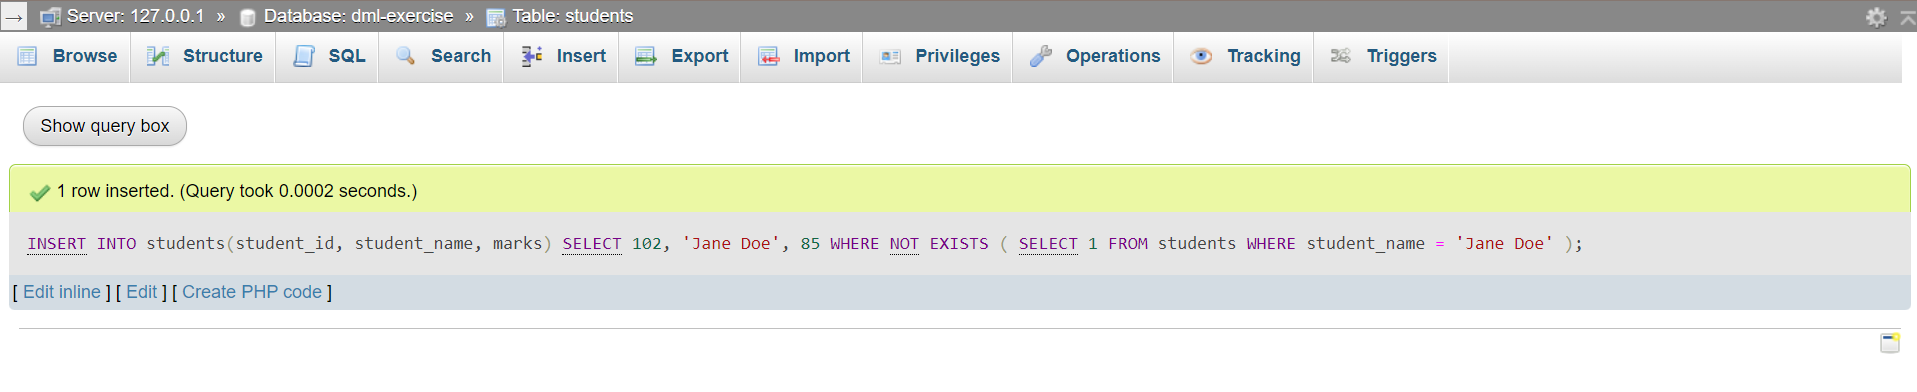 Server: 127.0.0.1 » Database: dml-exercise » Table: students
Browse Structure SQL Search Insert Export Import Privileges Operations Tracking Triggers
Show query box
1 row inserted. (Query took 0.0002 seconds.)
INSERT INTO students(student_id, student_name, marks) SELECT 102, 'Jane Doe', 85 WHERE NOT EXISTS ( SELECT 1 FROM students WHERE student_name = 'Jane Doe' );
[ Edit inline ] [ Edit ] [ Create PHP code ]